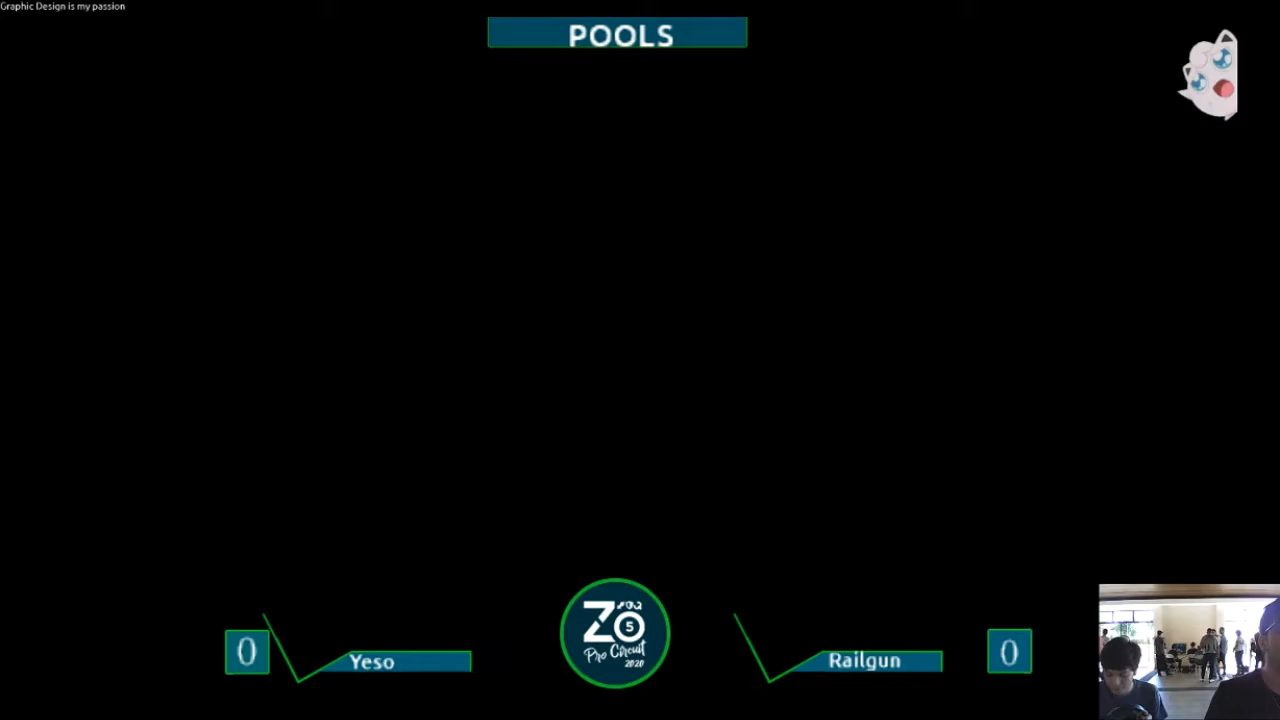 Graphic Design is my passion
POOLS
0
Yeso
ZO
5
Pro Circuit
2020
Railgun
0